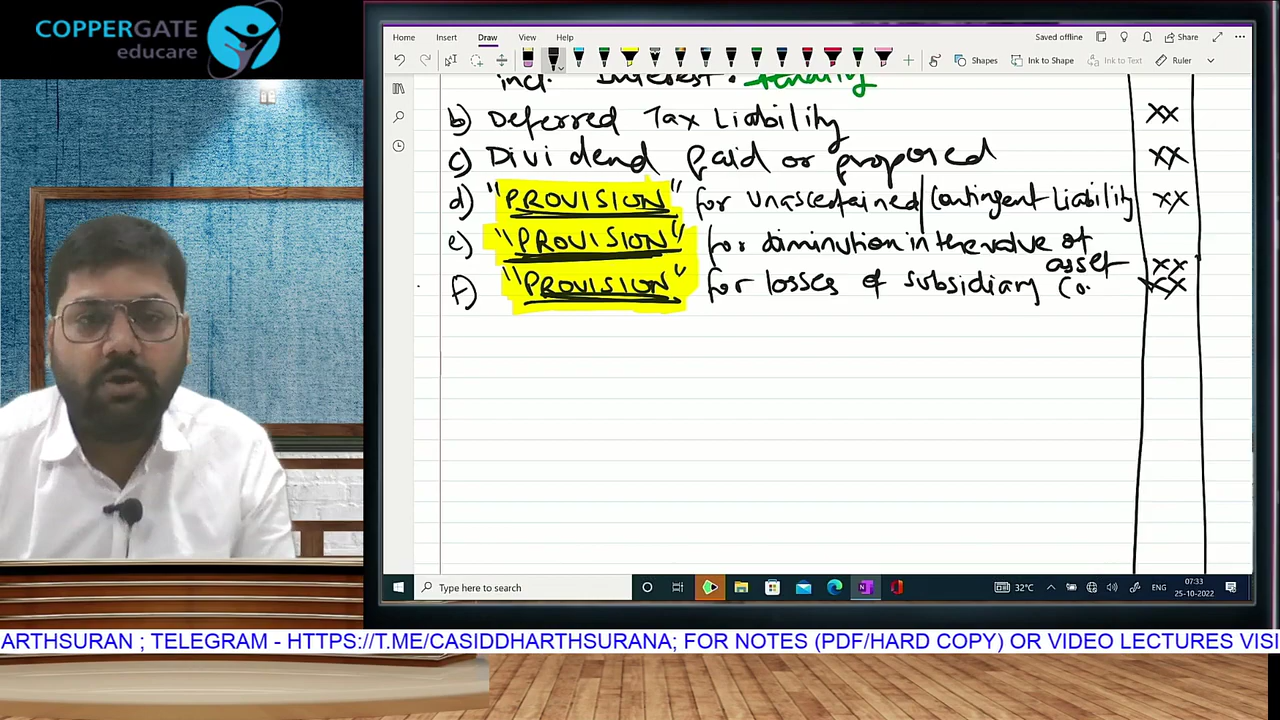 COPPERGATE
educare
Home Insert Draw View Help
Saved offline
Share
Shapes
Ink to Shape
Ink to Text
Ruler
incl. Interest. Penalty
b) Deferred Tax Liability XX
c) Dividend paid or proposed XX
d) "PROVISION" for unascertained/Contingent Liability XX
e) "PROVISION" for diminution in the value of
asset XX
f) "PROVISION" for losses of subsidiary Co. XX
Type here to search
32°C
ENG
07:33
25-10-2022
ARTHSURAN ; TELEGRAM - HTTPS://T.ME/CASIDDHARTHSURANA; FOR NOTES (PDF/HARD COPY) OR VIDEO LECTURES VISI